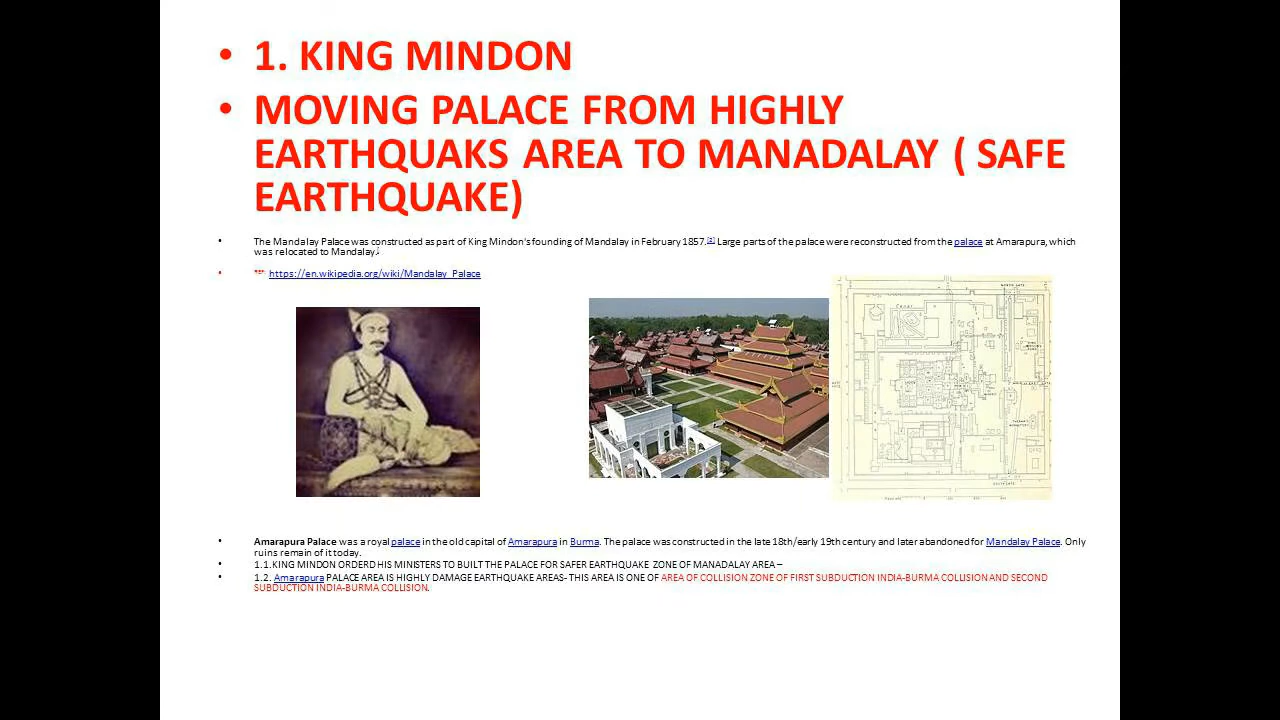 • 1. KING MINDON
• MOVING PALACE FROM HIGHLY
EARTHQUAKS AREA TO MANADALAY ( SAFE
EARTHQUAKE)
• The Mandalay Palace was constructed as part of King Mindon's founding of Mandalay in February 1857.[2] Large parts of the palace were reconstructed from the palace at Amarapura, which
was relocated to Mandalay.
• https://en.wikipedia.org/wiki/Mandalay_Palace
NORTH GATE
Canal
SOUTH GATE
• Amarapura Palace was a royal palace in the old capital of Amarapura in Burma. The palace was constructed in the late 18th/early 19th century and later abandoned for Mandalay Palace. Only
ruins remain of it today.
• 1.1.KING MINDON ORDERD HIS MINISTERS TO BUILT THE PALACE FOR SAFER EARTHQUAKE ZONE OF MANADALAY AREA –
• 1.2. Amarapura PALACE AREA IS HIGHLY DAMAGE EARTHQUAKE AREAS- THIS AREA IS ONE OF AREA OF COLLISION ZONE OF FIRST SUBDUCTION INDIA-BURMA COLLISION AND SECOND
SUBDUCTION INDIA-BURMA COLLISION.